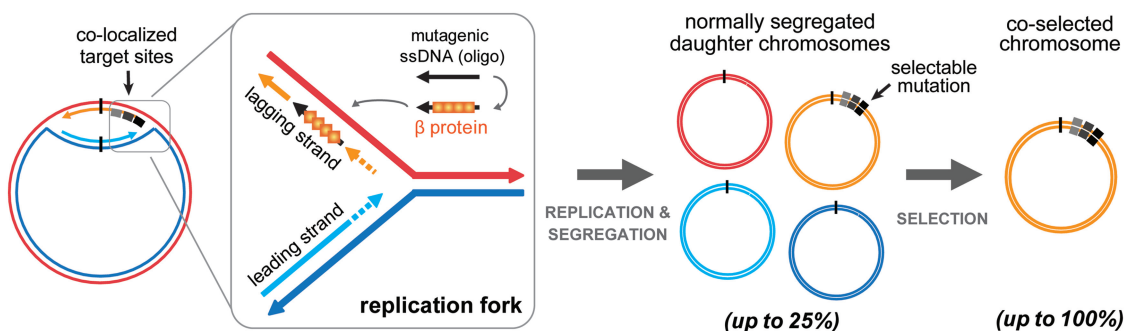 co-localized
target sites
mutagenic
ssDNA (oligo)
β protein
lagging strand
leading strand
replication fork
REPLICATION &
SEGREGATION
normally segregated
daughter chromosomes
selectable
mutation
(up to 25%)
SELECTION
co-selected
chromosome
(up to 100%)